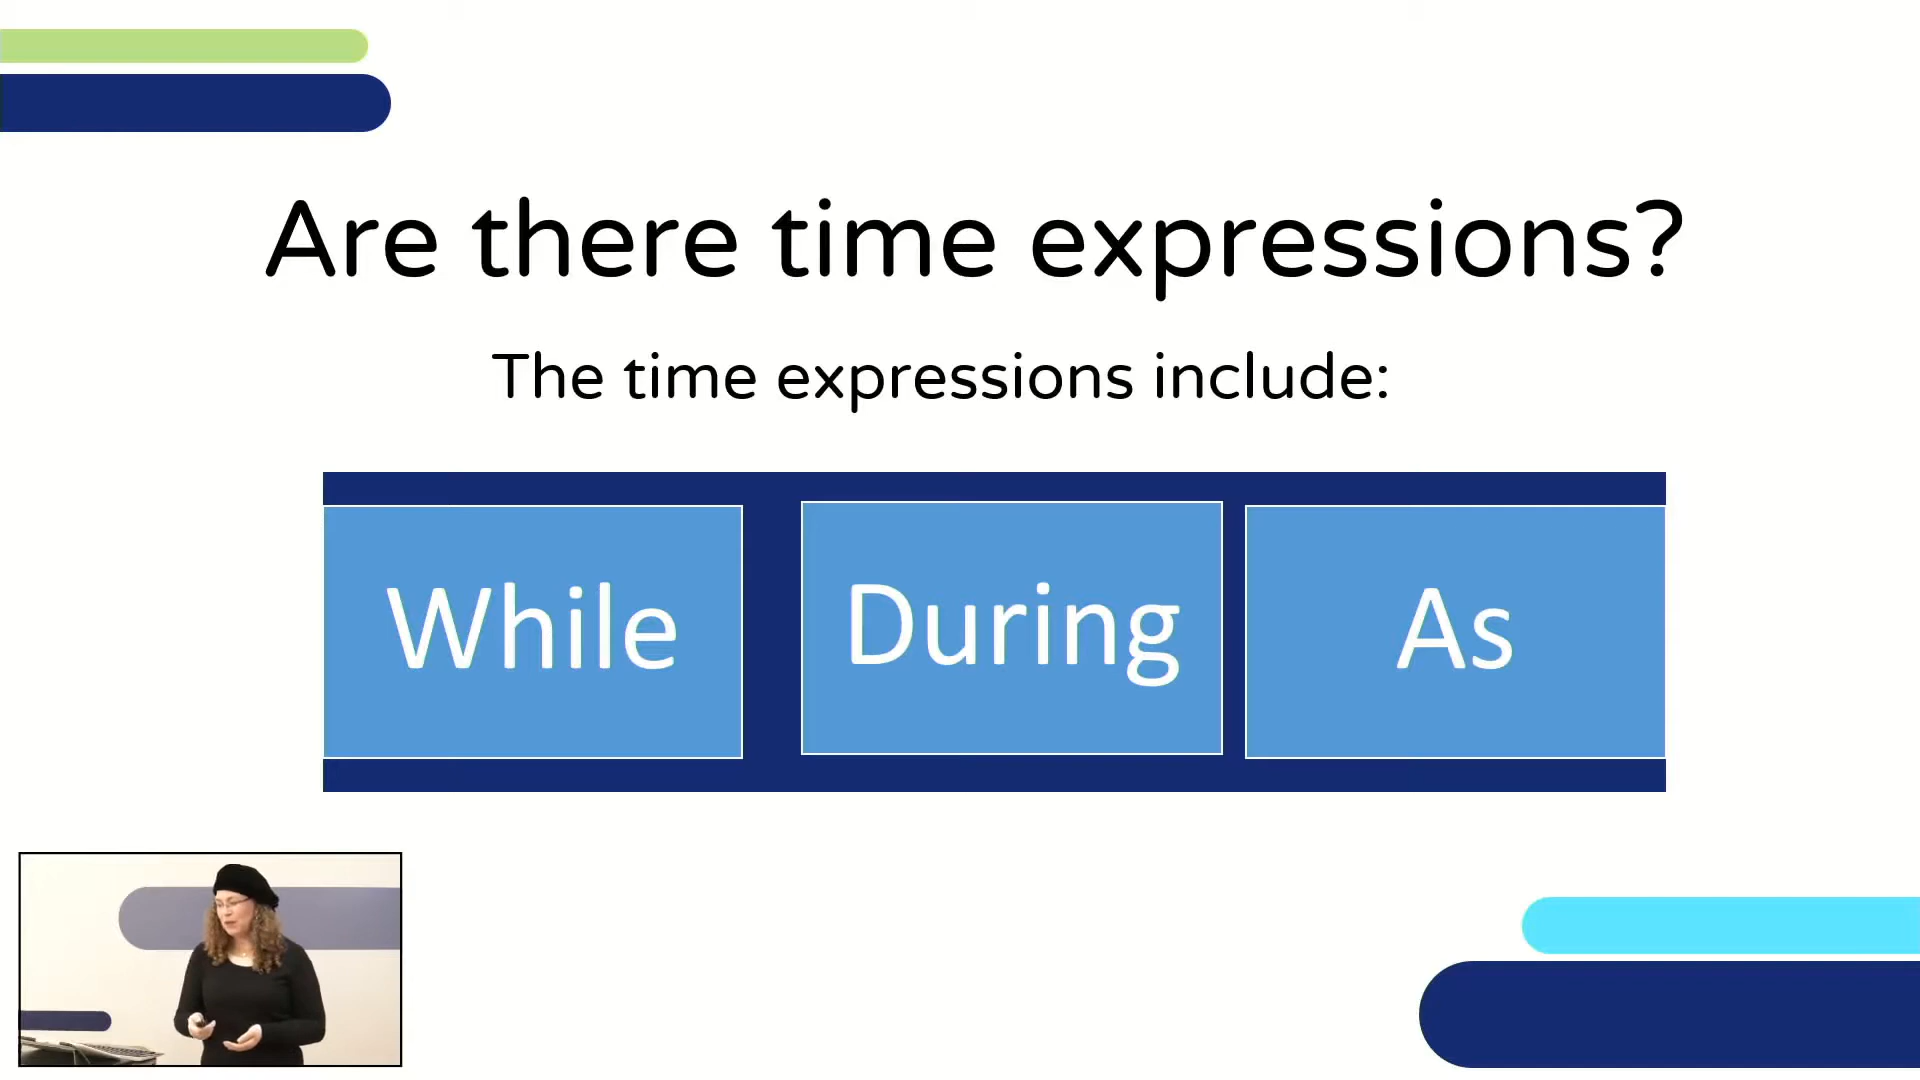 Are there time expressions?
The time expressions include:
While
During
As